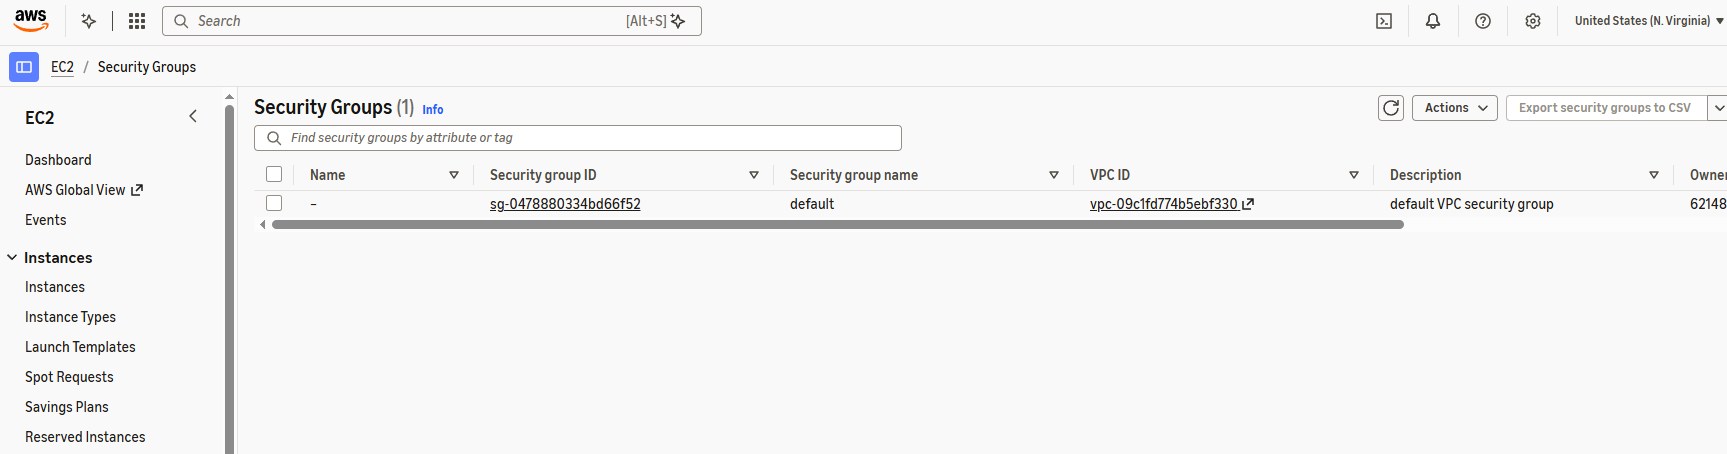 aws Search [Alt+S] United States (N. Virginia)
EC2 / Security Groups
EC2
Dashboard
AWS Global View
Events
Instances
Instances
Instance Types
Launch Templates
Spot Requests
Savings Plans
Reserved Instances
Security Groups (1) Info Actions Export security groups to CSV
Find security groups by attribute or tag
Name Security group ID Security group name VPC ID Description Owner
– sg-0478880334bd66f52 default vpc-09c1fd774b5ebf330 default VPC security group 62148